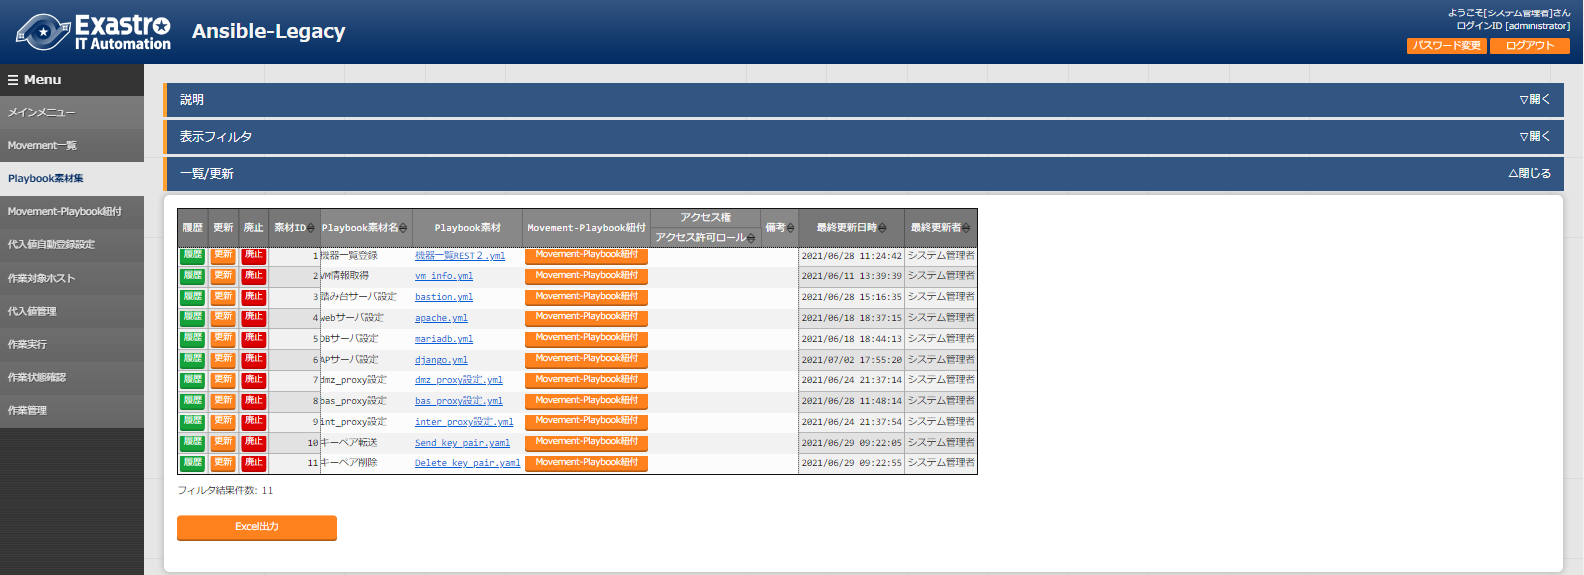 Exastro
IT Automation
Ansible-Legacy
ようこそ[システム管理者]さん
ログインID [administrator]
パスワード変更 ログアウト
Menu
メインメニュー
Movement一覧
Playbook素材集
Movement-Playbook紐付
代入値自動登録設定
作業対象ホスト
代入値管理
作業実行
作業状態確認
作業管理
説明 ▽開く
表示フィルタ ▽開く
一覧/更新 △閉じる
履歴 更新 廃止 素材ID Playbook素材名 Playbook素材 Movement-Playbook紐付 アクセス権 備考 最終更新日時 最終更新者
アクセス許可ロール
履歴 更新 廃止 1 機器一覧登録 機器一覧REST２.yml Movement-Playbook紐付 2021/06/28 11:24:42 システム管理者
履歴 更新 廃止 2 VM情報取得 vm_info.yml Movement-Playbook紐付 2021/06/11 13:39:39 システム管理者
履歴 更新 廃止 3 踏み台サーバ設定 bastion.yml Movement-Playbook紐付 2021/06/28 15:16:35 システム管理者
履歴 更新 廃止 4 webサーバ設定 apache.yml Movement-Playbook紐付 2021/06/18 18:37:15 システム管理者
履歴 更新 廃止 5 DBサーバ設定 mariadb.yml Movement-Playbook紐付 2021/06/18 18:44:13 システム管理者
履歴 更新 廃止 6 APサーバ設定 django.yml Movement-Playbook紐付 2021/07/02 17:55:20 システム管理者
履歴 更新 廃止 7 dmz_proxy設定 dmz_proxy設定.yml Movement-Playbook紐付 2021/06/24 21:37:14 システム管理者
履歴 更新 廃止 8 bas_proxy設定 bas_proxy設定.yml Movement-Playbook紐付 2021/06/28 11:48:14 システム管理者
履歴 更新 廃止 9 int_proxy設定 inter_proxy設定.yml Movement-Playbook紐付 2021/06/24 21:37:54 システム管理者
履歴 更新 廃止 10 キーペア転送 Send_key_pair.yaml Movement-Playbook紐付 2021/06/29 09:22:05 システム管理者
履歴 更新 廃止 11 キーペア削除 Delete_key_pair.yaml Movement-Playbook紐付 2021/06/29 09:22:55 システム管理者
フィルタ結果件数: 11
Excel出力